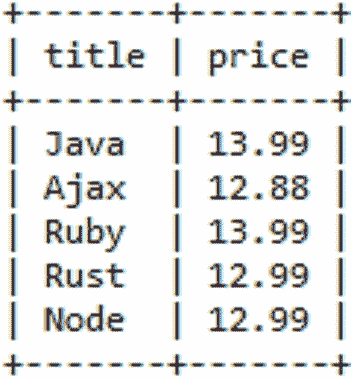 +-------+-------+
| title | price |
+-------+-------+
| Java  | 13.99 |
| Ajax  | 12.88 |
| Ruby  | 13.99 |
| Rust  | 12.99 |
| Node  | 12.99 |
+-------+-------+